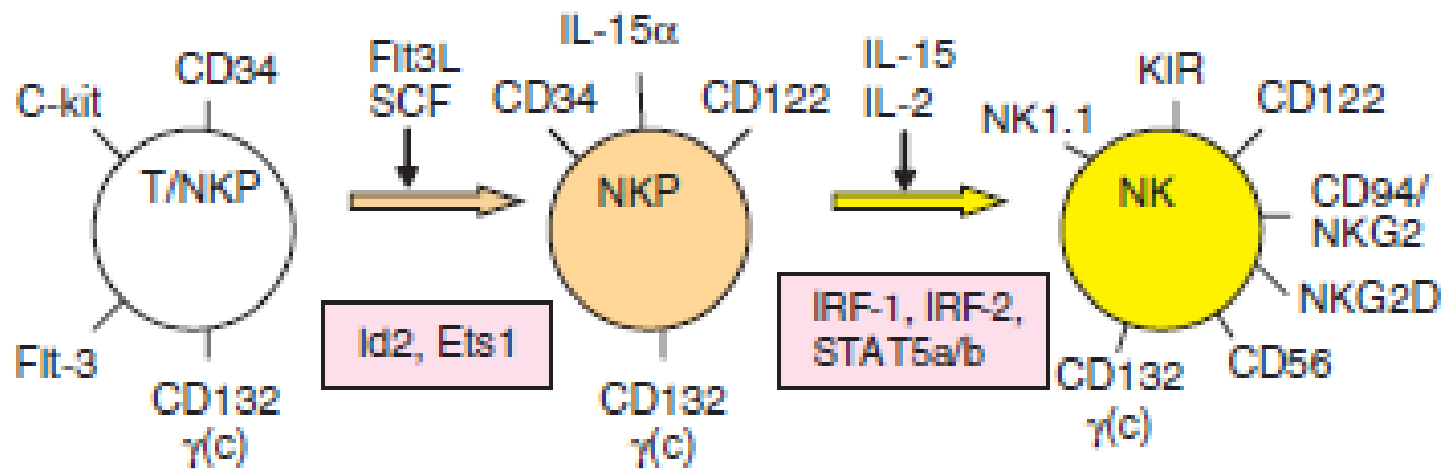 C-kit
CD34
T/NKP
Flt-3
CD132
γ(c)
Flt3L
SCF
Id2, Ets1
IL-15α
CD34
CD122
NKP
CD132
γ(c)
IL-15
IL-2
IRF-1, IRF-2,
STAT5a/b
KIR
NK1.1
CD122
NK
CD94/
NKG2
NKG2D
CD56
CD132
γ(c)